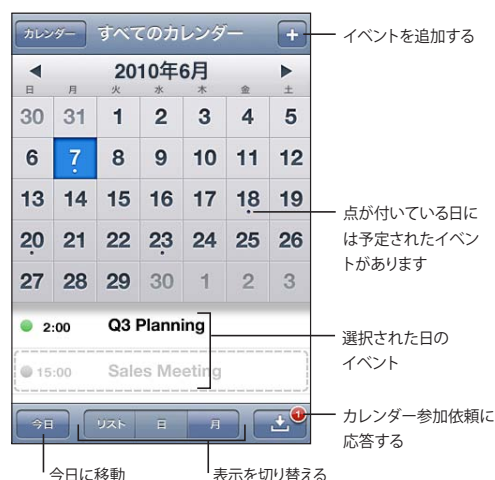 カレンダー すべてのカレンダー +
イベントを追加する
2010年6月
日 月 火 水 木 金 土
30 31 1 2 3 4 5
6 7 8 9 10 11 12
13 14 15 16 17 18 19
点が付いている日に
は予定されたイベン
トがあります
20 21 22 23 24 25 26
27 28 29 30 1 2 3
2:00 Q3 Planning
15:00 Sales Meeting
選択された日の
イベント
今日 リスト 日 月 1
カレンダー参加依頼に
応答する
今日に移動 表示を切り替える